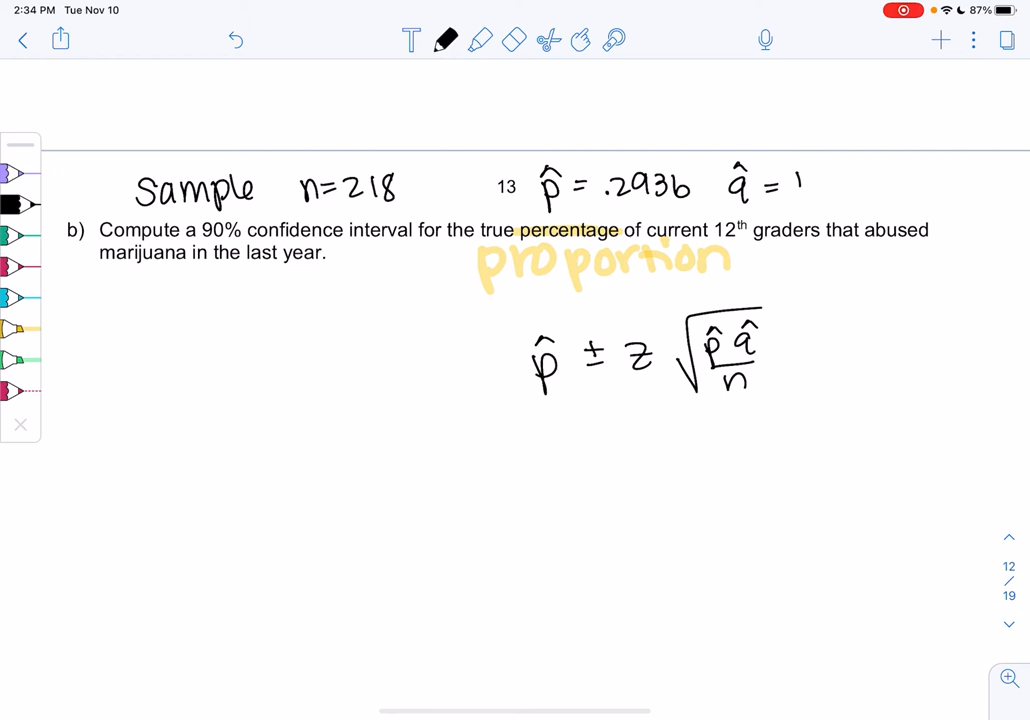 2:34 PM Tue Nov 10 87%
T
Sample n=218 13 p̂ = .2936 q̂ = 1
b) Compute a 90% confidence interval for the true percentage of current 12th graders that abused
marijuana in the last year.
proportion
p̂ ± z √(p̂ q̂ / n)
12
/
19